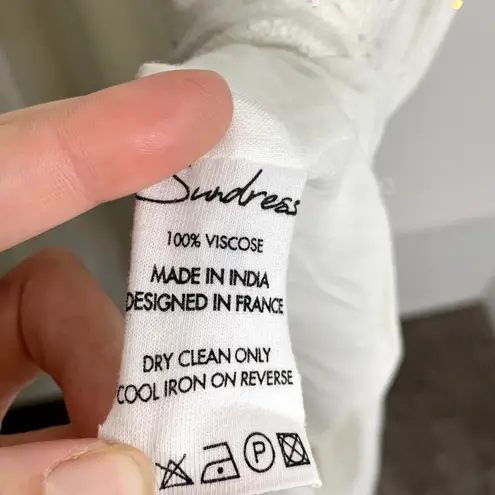 Sundress
100% VISCOSE
MADE IN INDIA
DESIGNED IN FRANCE
DRY CLEAN ONLY
COOL IRON ON REVERSE
P